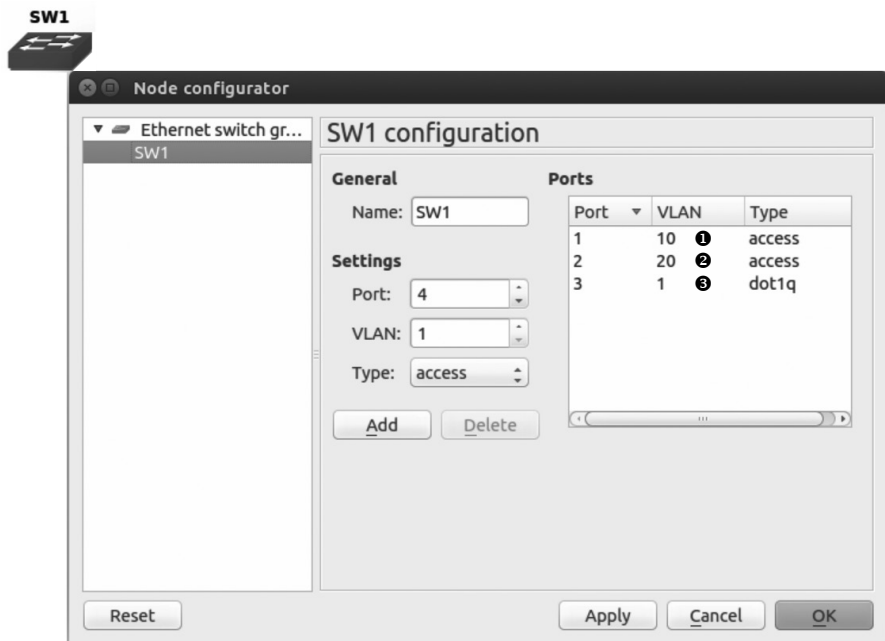 SW1
Node configurator
Ethernet switch gr...
SW1
SW1 configuration
General
Name: SW1
Settings
Port: 4
VLAN: 1
Type: access
Add Delete
Ports
Port VLAN Type
1 10 ❶ access
2 20 ❷ access
3 1 ❸ dot1q
Reset Apply Cancel OK